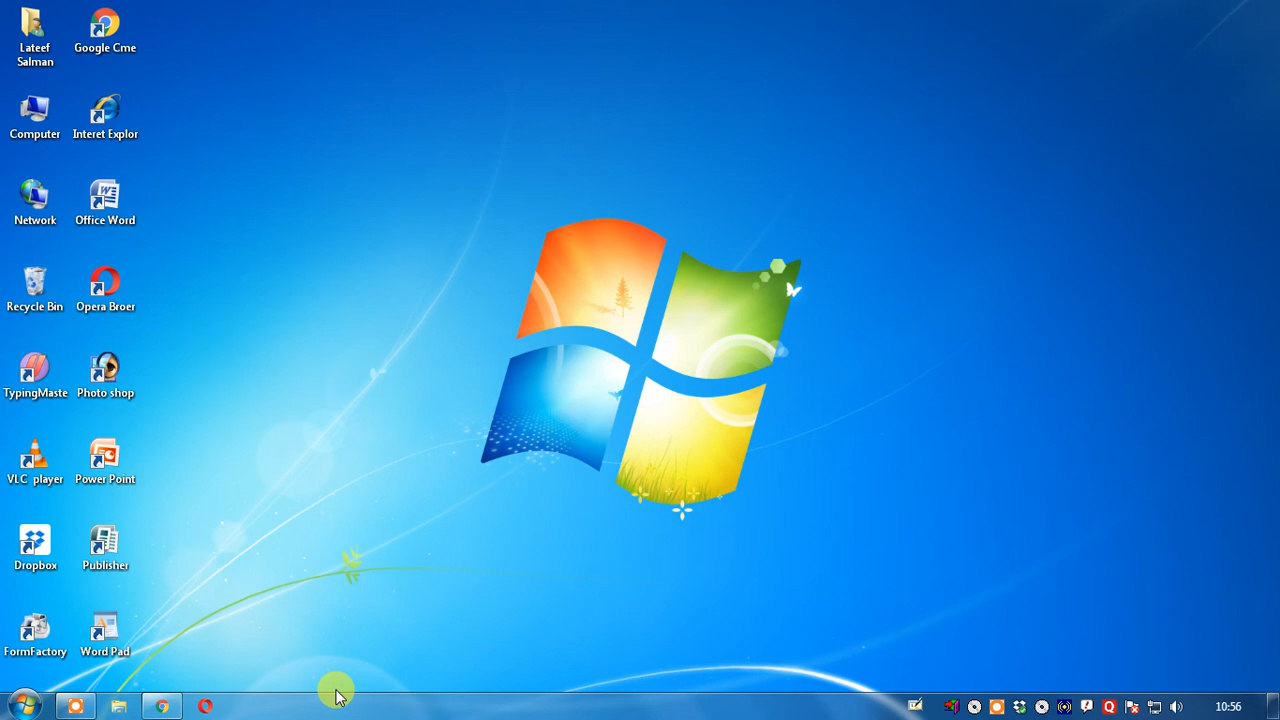 Lateef
Salman
Google Cme
Computer
Interet Explor
Network
Office Word
Recycle Bin
Opera Broer
TypingMaste
Photo shop
VLC player
Power Point
Dropbox
Publisher
FormFactory
Word Pad
10:56